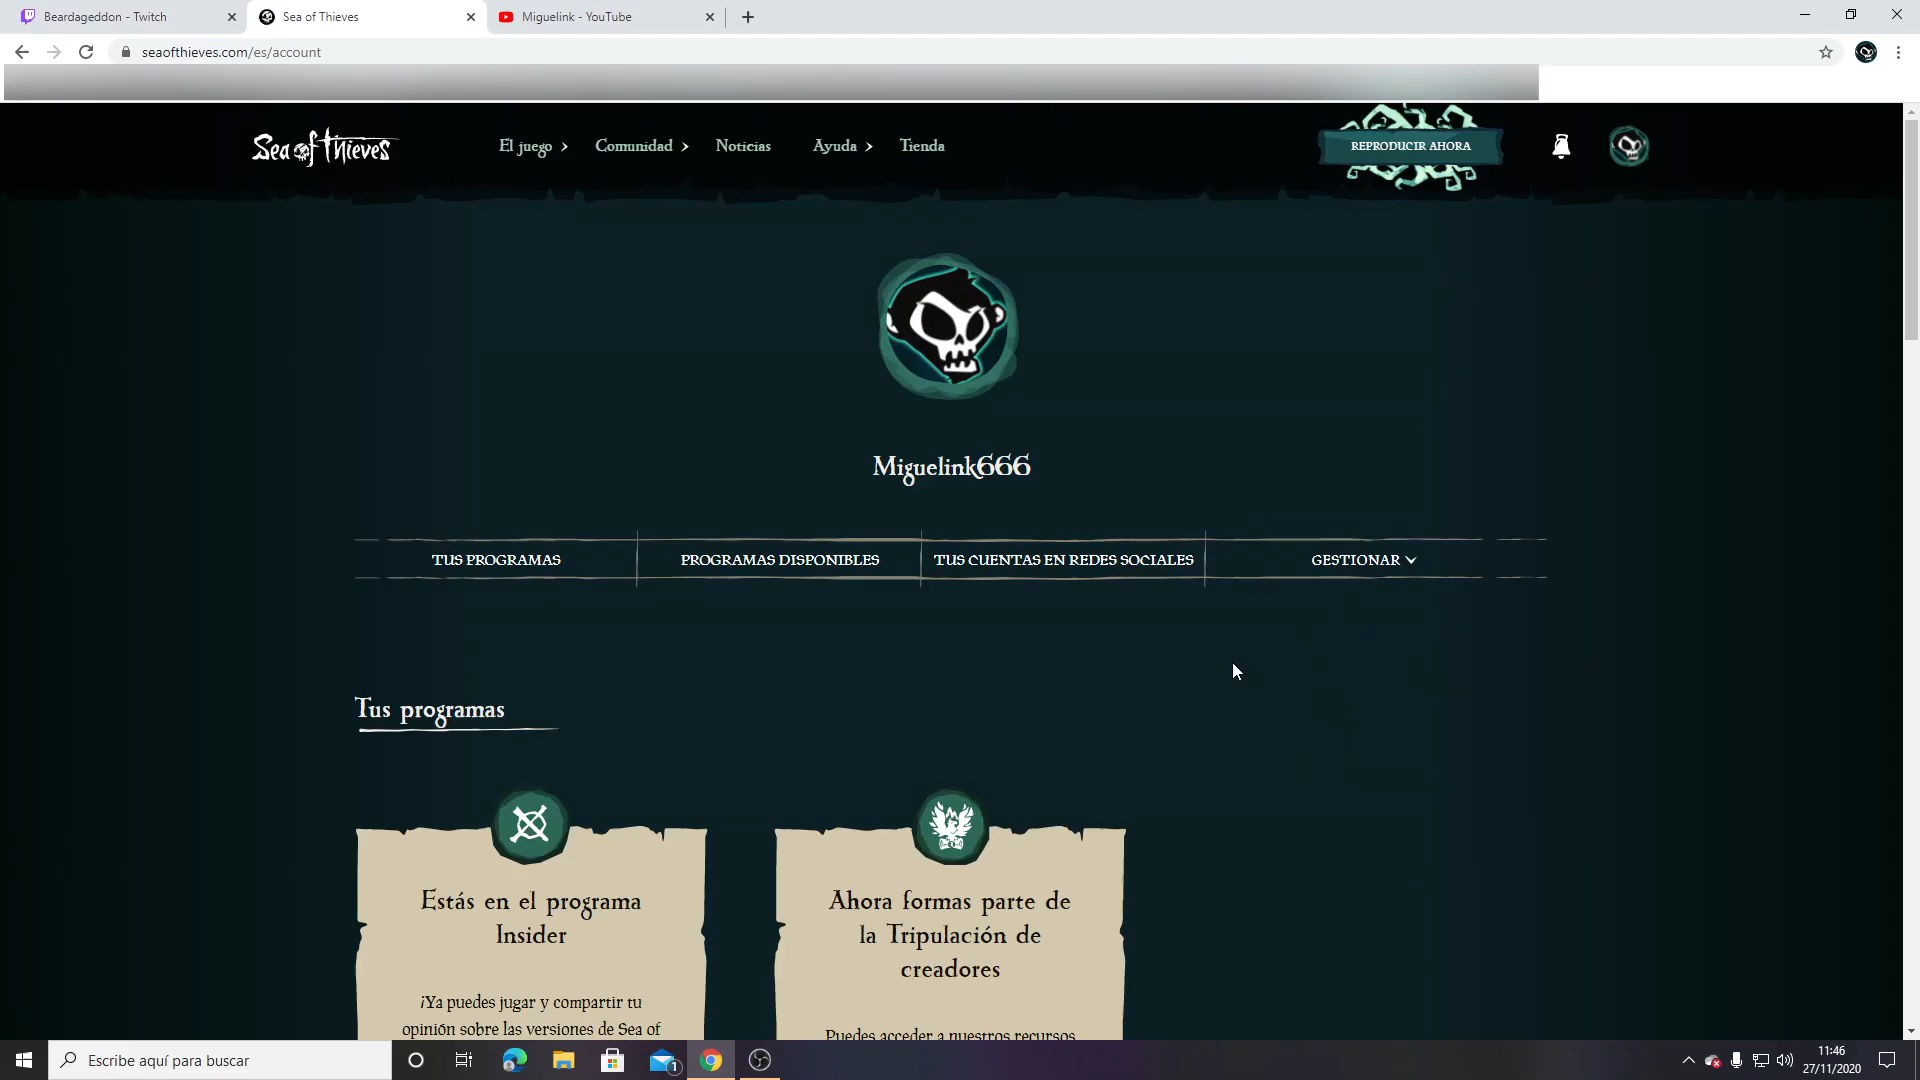 Beardageddon - Twitch
Sea of Thieves
Miguelink - YouTube
seaofthieves.com/es/account
Sea of Thieves
El juego
Comunidad
Noticias
Ayuda
Tienda
REPRODUCIR AHORA
Miguelink666
TUS PROGRAMAS
PROGRAMAS DISPONIBLES
TUS CUENTAS EN REDES SOCIALES
GESTIONAR
Tus programas
Estás en el programa
Insider
¡Ya puedes jugar y compartir tu
opinión sobre las versiones de Sea of
Ahora formas parte de
la Tripulación de
creadores
Puedes acceder a nuestros recursos
Escribe aquí para buscar
1
11:46
27/11/2020